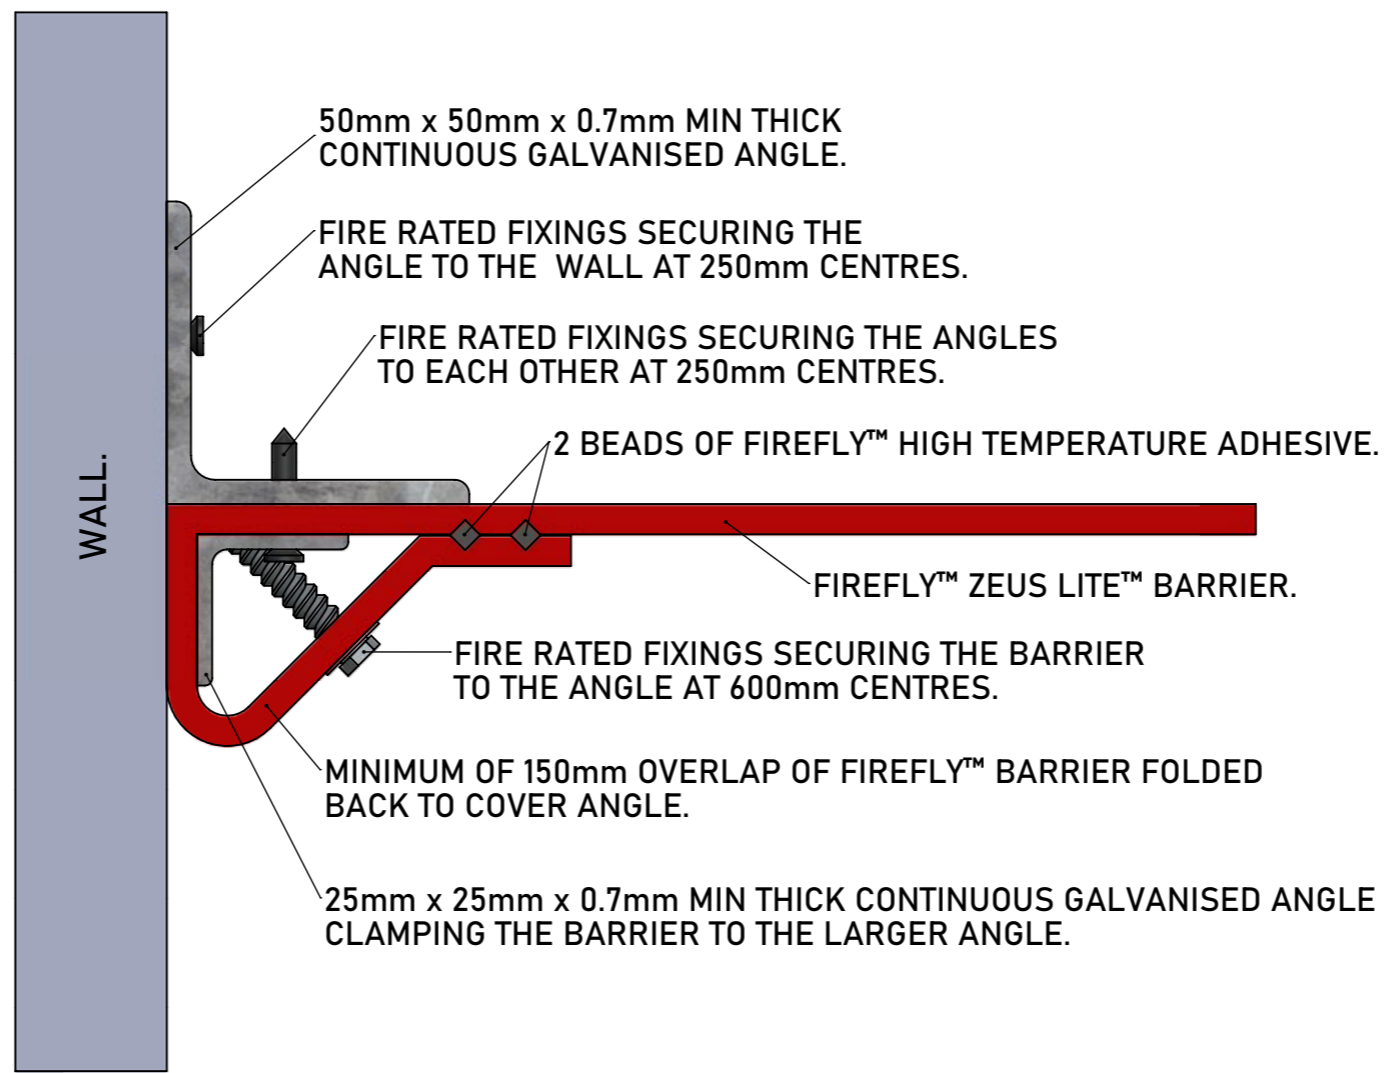 50mm x 50mm x 0.7mm MIN THICK
CONTINUOUS GALVANISED ANGLE.
FIRE RATED FIXINGS SECURING THE
ANGLE TO THE WALL AT 250mm CENTRES.
FIRE RATED FIXINGS SECURING THE ANGLES
TO EACH OTHER AT 250mm CENTRES.
2 BEADS OF FIREFLY™ HIGH TEMPERATURE ADHESIVE.
WALL.
FIREFLY™ ZEUS LITE™ BARRIER.
FIRE RATED FIXINGS SECURING THE BARRIER
TO THE ANGLE AT 600mm CENTRES.
MINIMUM OF 150mm OVERLAP OF FIREFLY™ BARRIER FOLDED
BACK TO COVER ANGLE.
25mm x 25mm x 0.7mm MIN THICK CONTINUOUS GALVANISED ANGLE
CLAMPING THE BARRIER TO THE LARGER ANGLE.